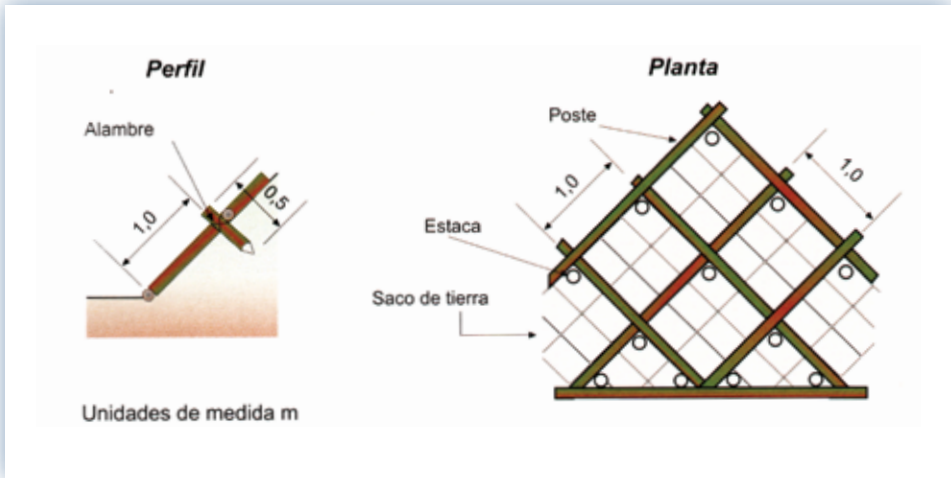 Perfil
Planta
Alambre
Poste
1,0
0,5
1,0
1,0
Estaca
Saco de tierra
Unidades de medida m